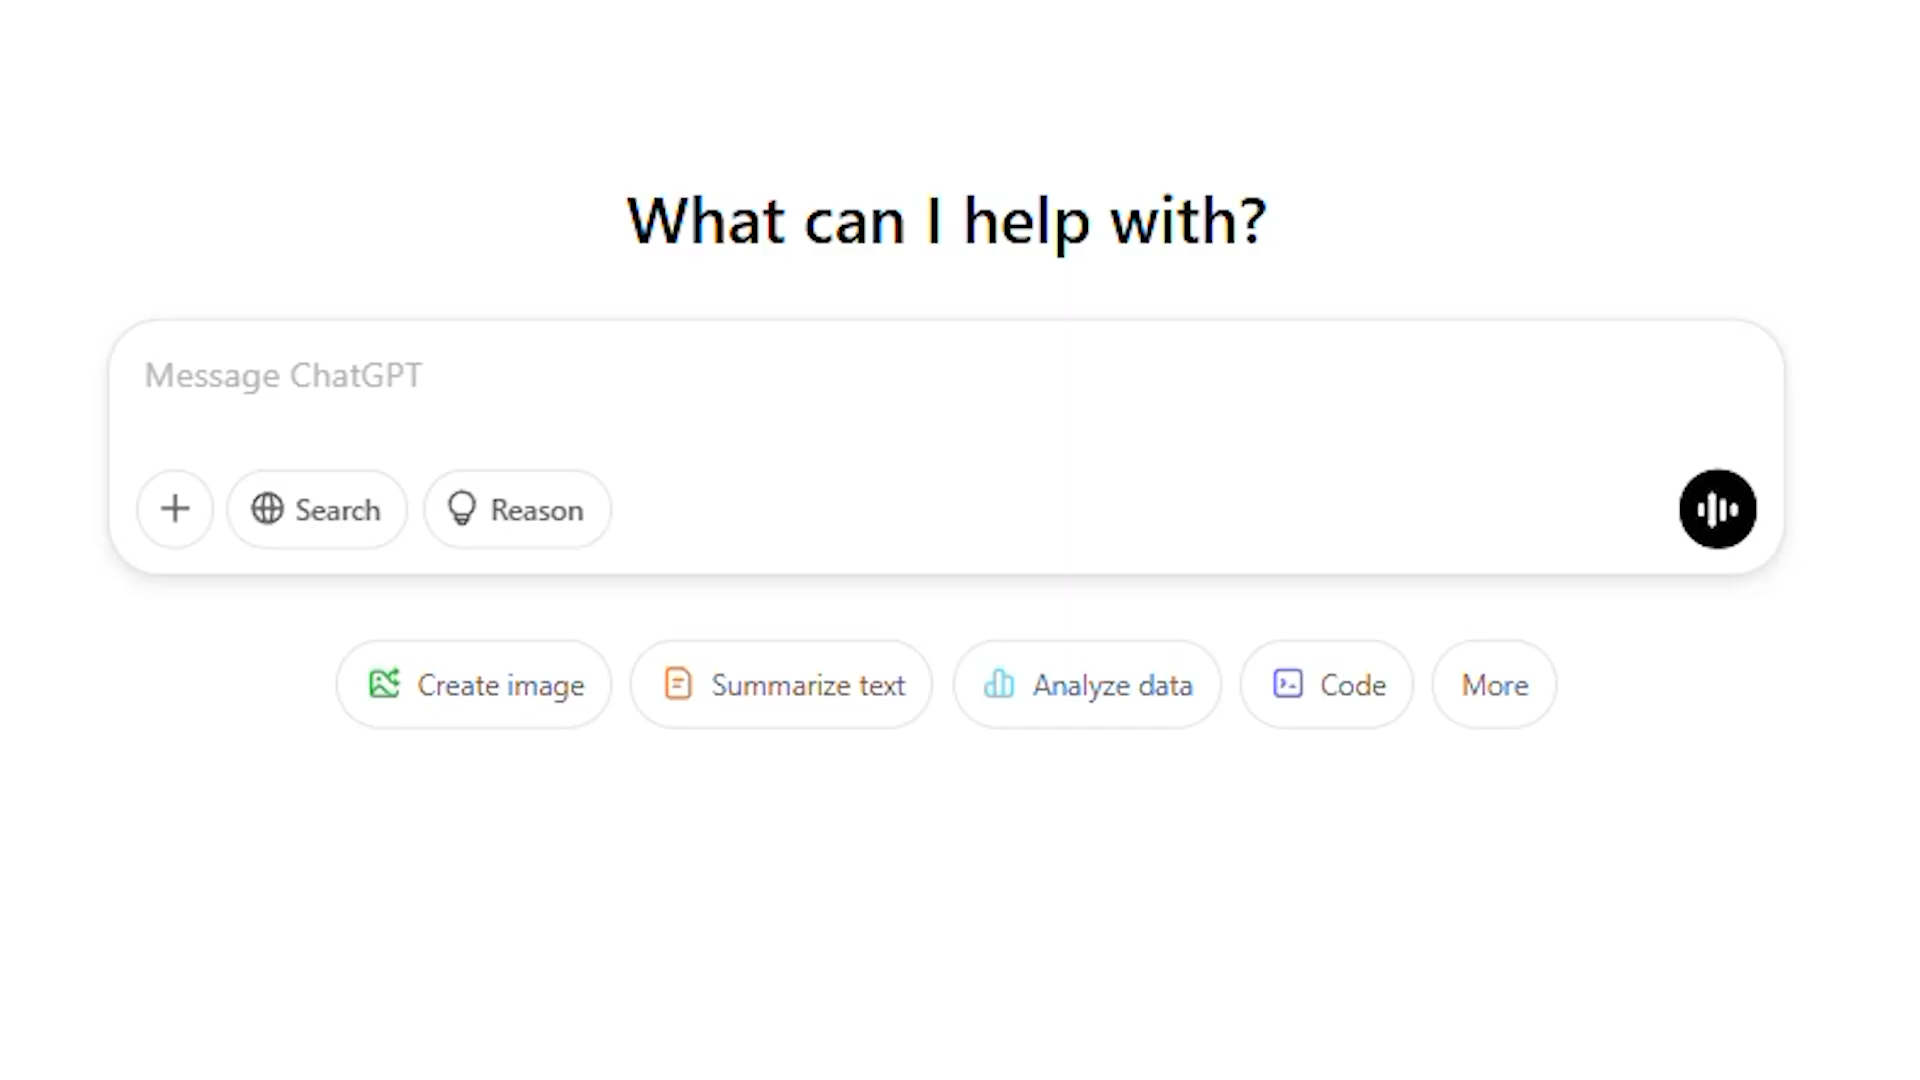 What can I help with?
Message ChatGPT
Search Reason
Create image Summarize text Analyze data Code More